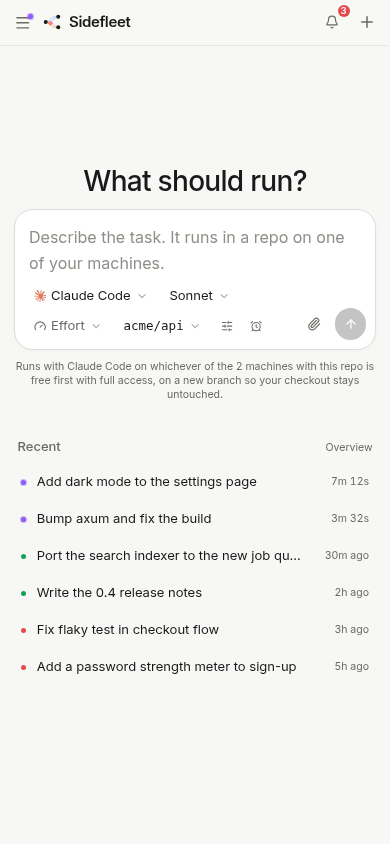 Sidefleet
3
What should run?
Describe the task. It runs in a repo on one
of your machines.
Claude Code
Sonnet
Effort
acme/api
Runs with Claude Code on whichever of the 2 machines with this repo is
free first with full access, on a new branch so your checkout stays
untouched.
Recent
Overview
Add dark mode to the settings page
7m 12s
Bump axum and fix the build
3m 32s
Port the search indexer to the new job qu...
30m ago
Write the 0.4 release notes
2h ago
Fix flaky test in checkout flow
3h ago
Add a password strength meter to sign-up
5h ago